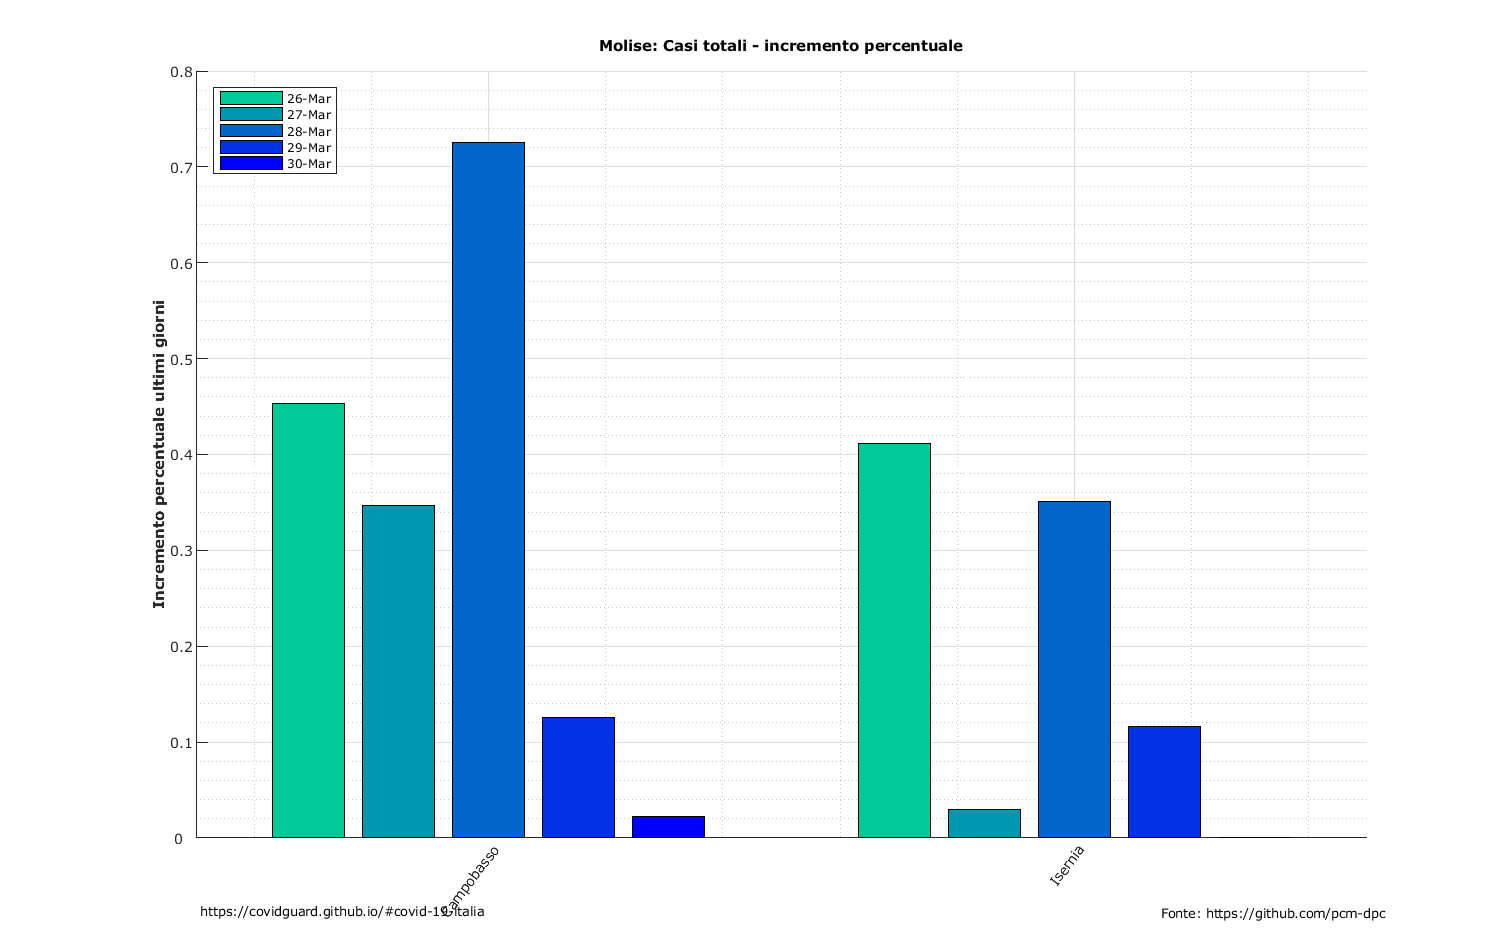 Molise: Casi totali - incremento percentuale
0.8
0.7
0.6
0.5
0.4
0.3
0.2
0.1
0
Incremento percentuale ultimi giorni
26-Mar
27-Mar
28-Mar
29-Mar
30-Mar
Campobasso
Isernia
https://covidguard.github.io/#covid-19-italia
Fonte: https://github.com/pcm-dpc